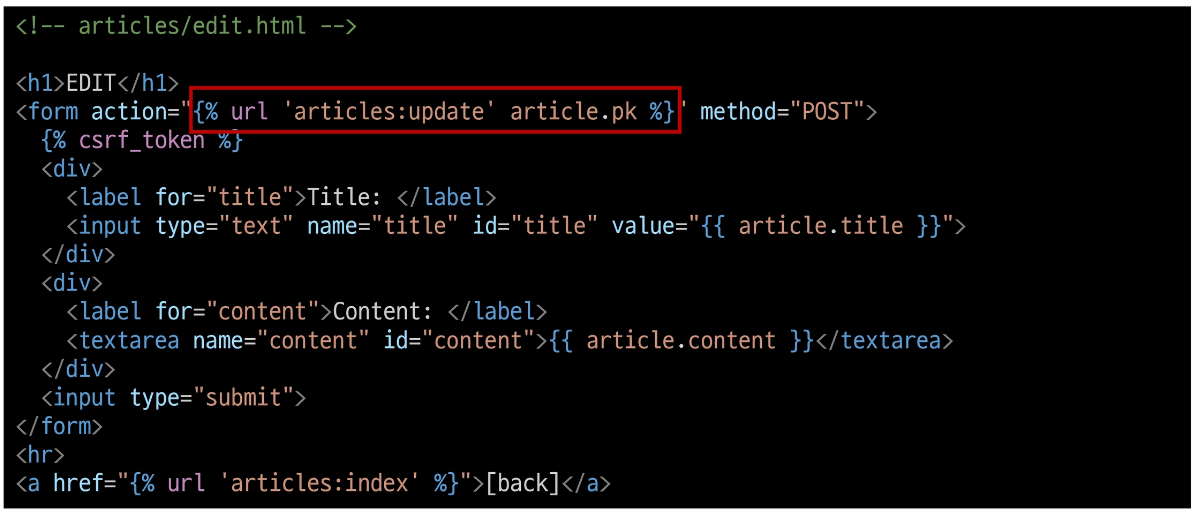 <!-- articles/edit.html -->
<h1>EDIT</h1>
<form action="{% url 'articles:update' article.pk %}" method="POST">
  {% csrf_token %}
  <div>
    <label for="title">Title: </label>
    <input type="text" name="title" id="title" value="{{ article.title }}">
  </div>
  <div>
    <label for="content">Content: </label>
    <textarea name="content" id="content">{{ article.content }}</textarea>
  </div>
  <input type="submit">
</form>
<hr>
<a href="{% url 'articles:index' %}">[back]</a>